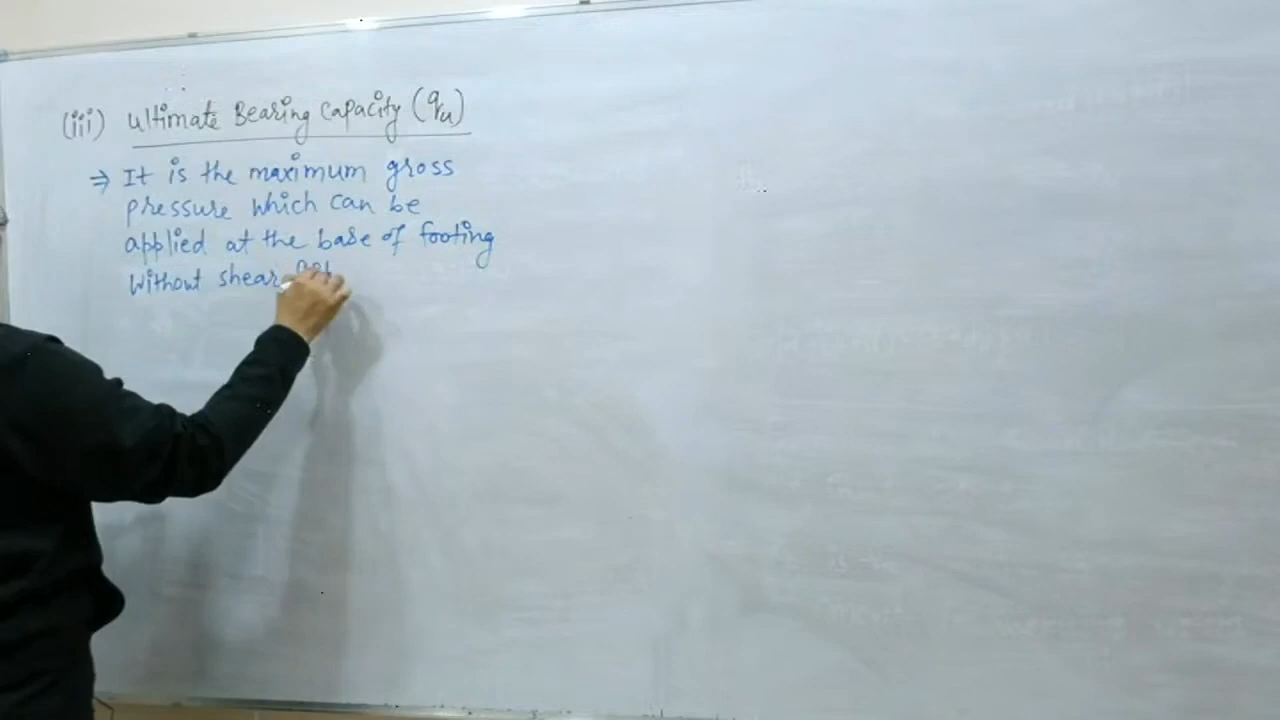 (iii) Ultimate Bearing Capacity (qu)
⇒ It is the maximum gross
pressure which can be
applied at the base of footing
without shear